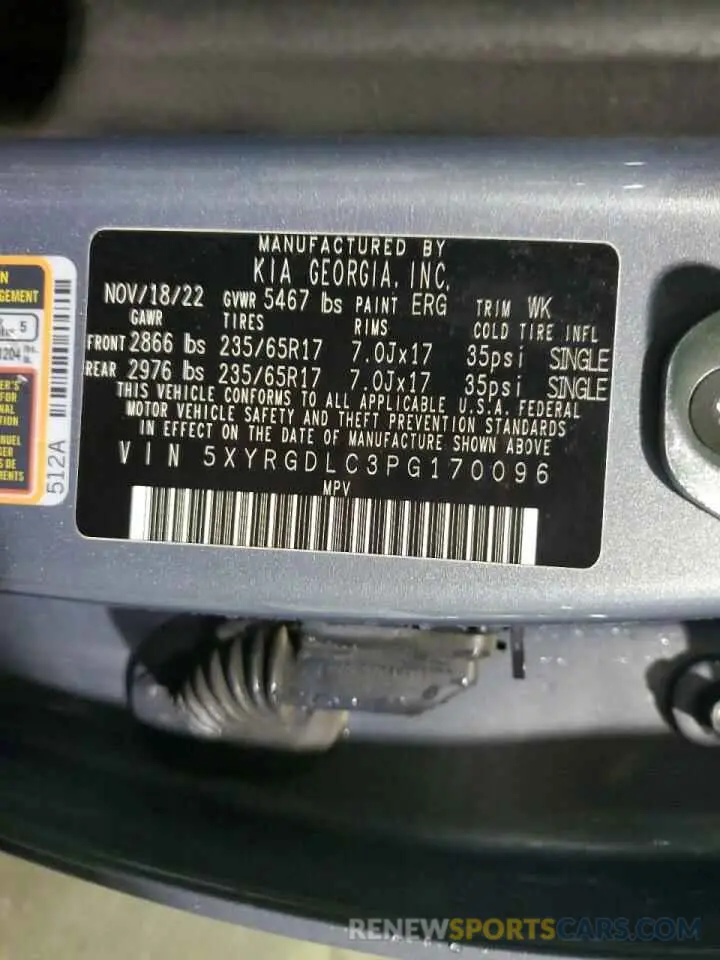 MANUFACTURED BY
KIA GEORGIA, INC.
NOV/18/22 GVWR 5467 lbs PAINT ERG TRIM WK
GAWR TIRES RIMS COLD TIRE INFL
FRONT 2866 lbs 235/65R17 7.0Jx17 35psi SINGLE
REAR 2976 lbs 235/65R17 7.0Jx17 35psi SINGLE
THIS VEHICLE CONFORMS TO ALL APPLICABLE U.S.A. FEDERAL
MOTOR VEHICLE SAFETY AND THEFT PREVENTION STANDARDS
IN EFFECT ON THE DATE OF MANUFACTURE SHOWN ABOVE
VIN 5XYRGDLC3PG170096
MPV
5
512A
RENEWSPORTSCARS.COM